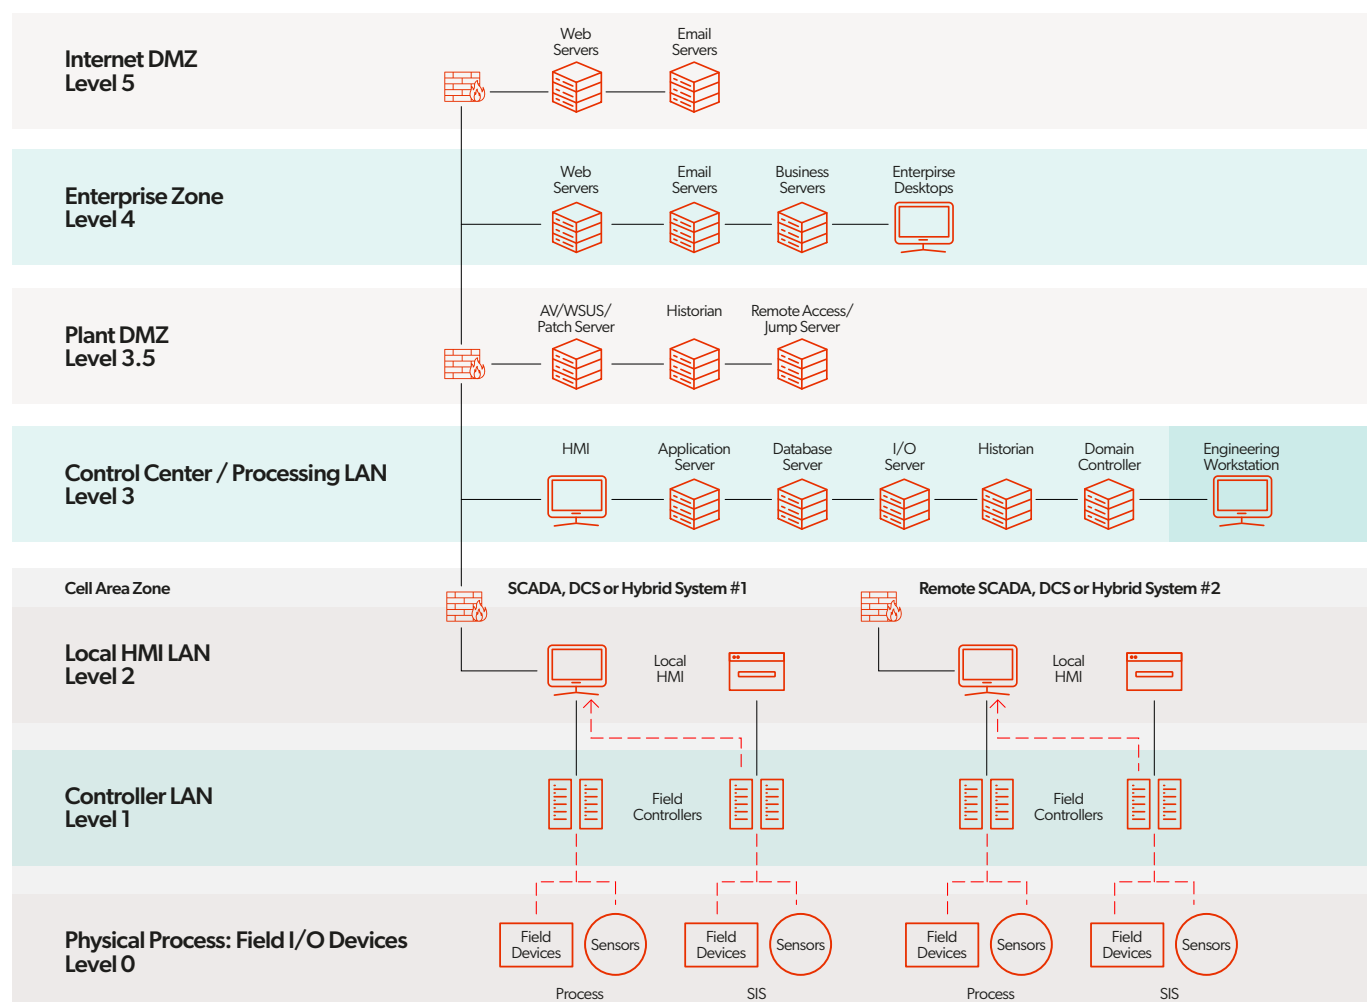 Internet DMZ
Level 5
Web
Servers
Email
Servers
Enterprise Zone
Level 4
Web
Servers
Email
Servers
Business
Servers
Enterpirse
Desktops
Plant DMZ
Level 3.5
AV/WSUS/
Patch Server
Historian
Remote Access/
Jump Server
Control Center / Processing LAN
Level 3
HMI
Application
Server
Database
Server
I/O
Server
Historian
Domain
Controller
Engineering
Workstation
Cell Area Zone
SCADA, DCS or Hybrid System #1
Remote SCADA, DCS or Hybrid System #2
Local HMI LAN
Level 2
Local
HMI
Local
HMI
Controller LAN
Level 1
Field
Controllers
Field
Controllers
Physical Process: Field I/O Devices
Level 0
Field
Devices
Sensors
Field
Devices
Sensors
Field
Devices
Sensors
Field
Devices
Sensors
Process
SIS
Process
SIS